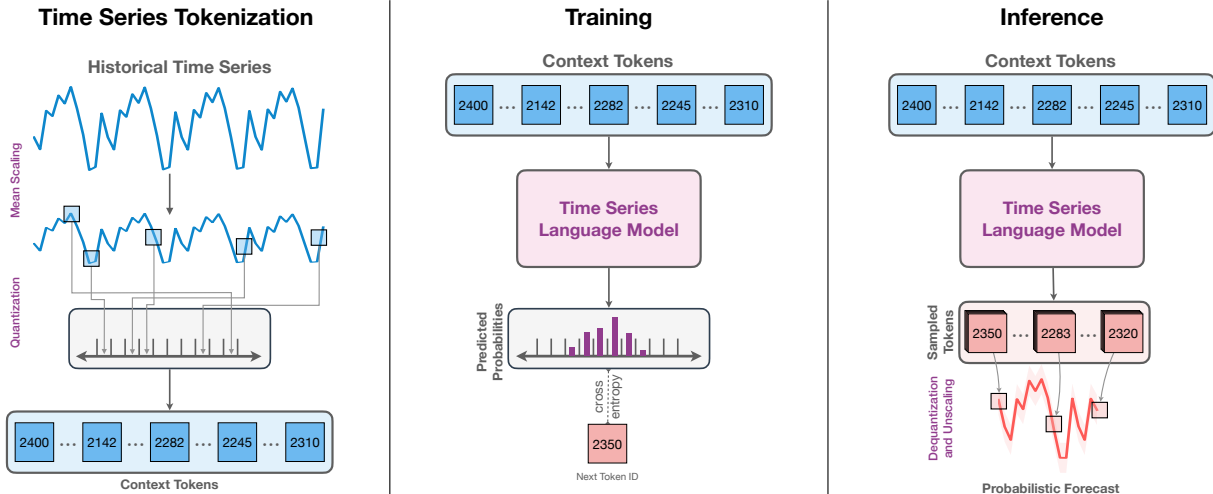 Time Series Tokenization
Historical Time Series
Mean Scaling
Quantization
2400 ... 2142 ... 2282 ... 2245 ... 2310
Context Tokens
Training
Context Tokens
2400 ... 2142 ... 2282 ... 2245 ... 2310
Time Series
Language Model
Predicted
Probabilities
cross
entropy
2350
Next Token ID
Inference
Context Tokens
2400 ... 2142 ... 2282 ... 2245 ... 2310
Time Series
Language Model
Sampled
Tokens
2350 ... 2283 ... 2320
Dequantization
and Unscaling
Probabilistic Forecast